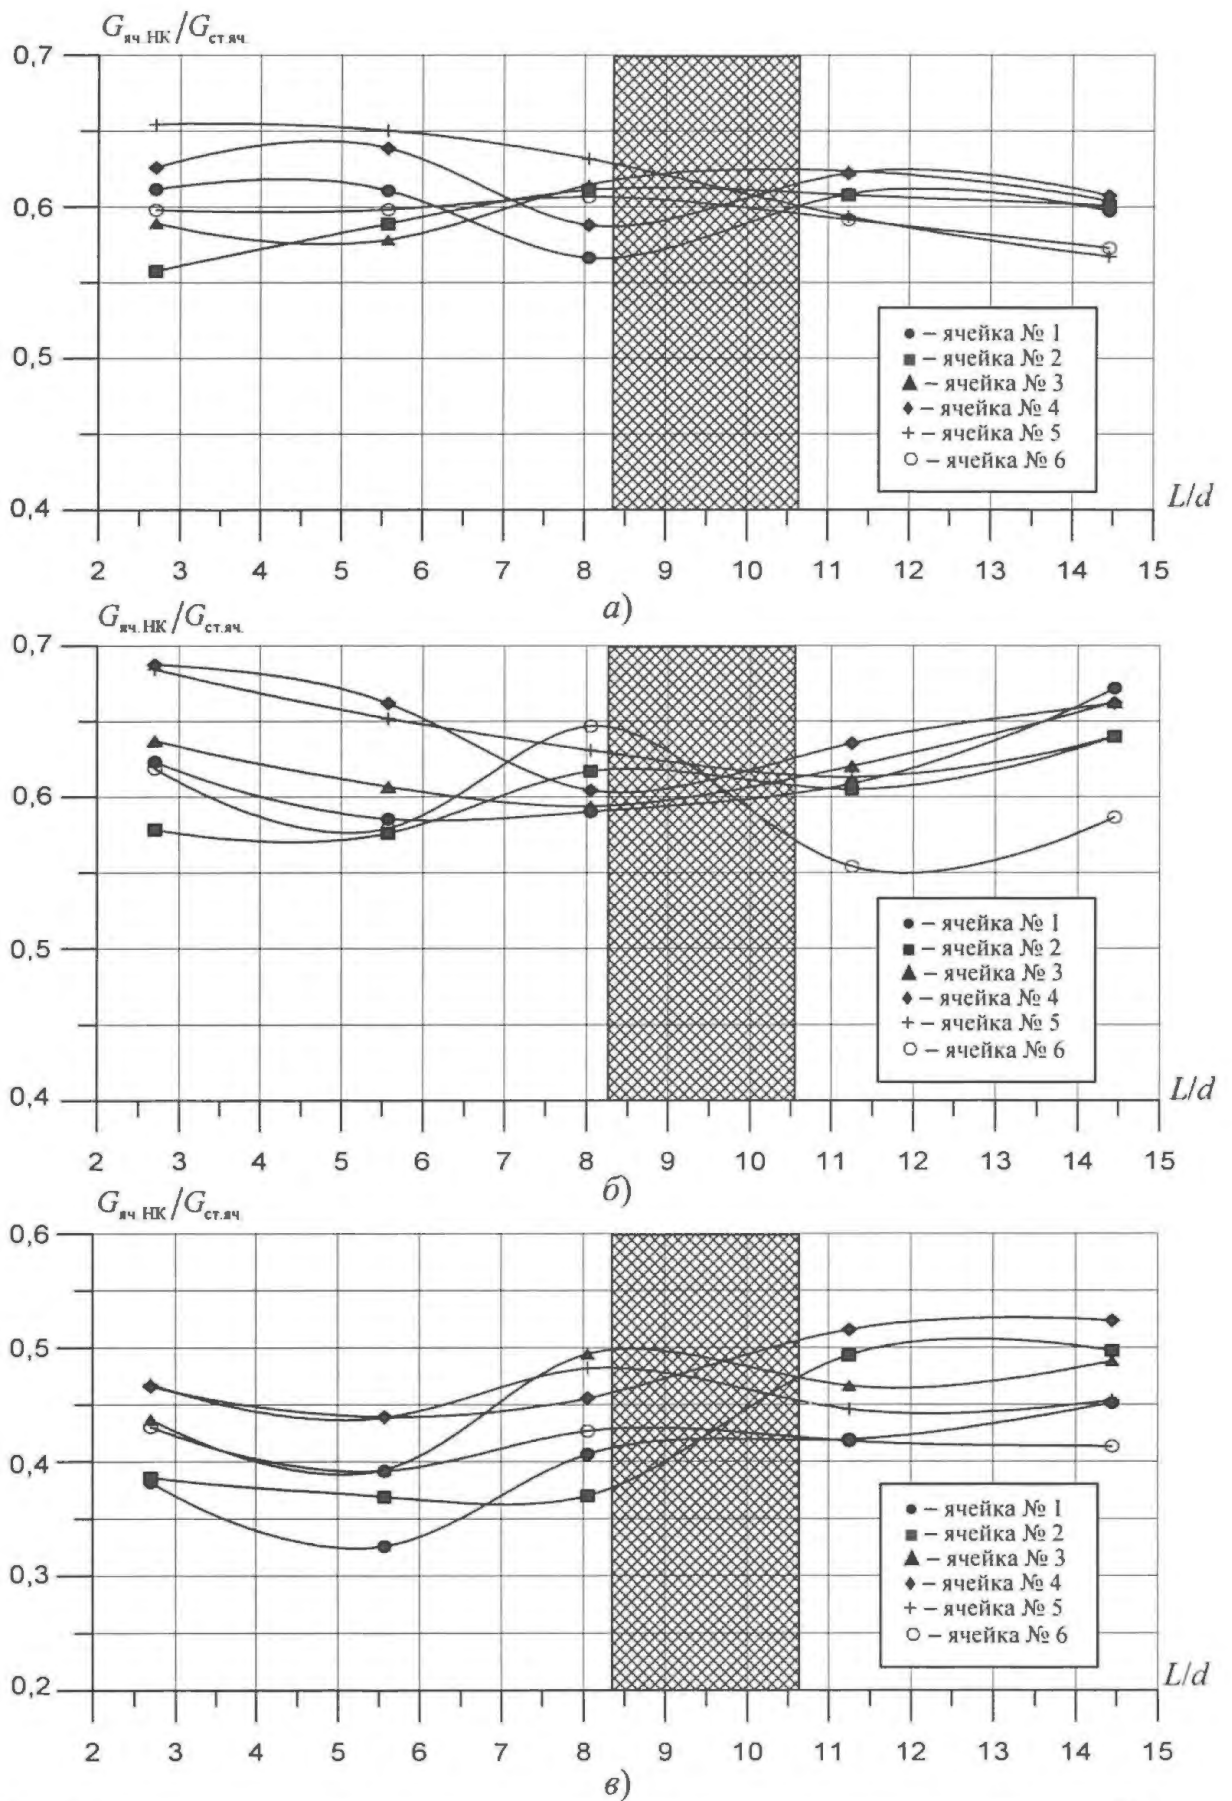 G яч.НК / G ст.яч.
0,7
0,6
0,5
0,4
– ячейка № 1
– ячейка № 2
– ячейка № 3
– ячейка № 4
– ячейка № 5
– ячейка № 6
L/d
2 3 4 5 6 7 8 9 10 11 12 13 14 15
а)
G яч.НК / G ст.яч.
0,7
0,6
0,5
0,4
– ячейка № 1
– ячейка № 2
– ячейка № 3
– ячейка № 4
– ячейка № 5
– ячейка № 6
L/d
2 3 4 5 6 7 8 9 10 11 12 13 14 15
б)
G яч.НК / G ст.яч
0,6
0,5
0,4
0,3
0,2
– ячейка № 1
– ячейка № 2
– ячейка № 3
– ячейка № 4
– ячейка № 5
– ячейка № 6
L/d
2 3 4 5 6 7 8 9 10 11 12 13 14 15
в)